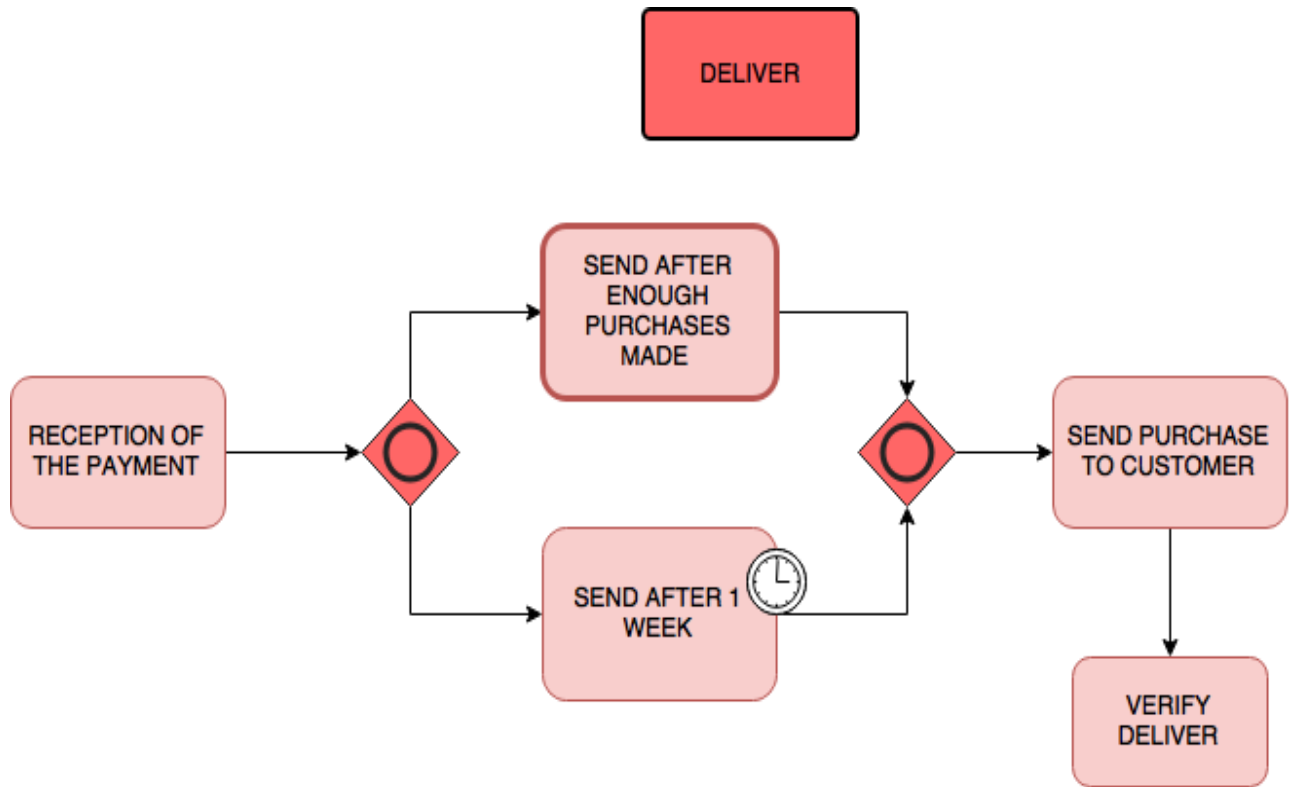 DELIVER
SEND AFTER
ENOUGH
PURCHASES
MADE
RECEPTION OF
THE PAYMENT
SEND PURCHASE
TO CUSTOMER
SEND AFTER 1
WEEK
VERIFY
DELIVER